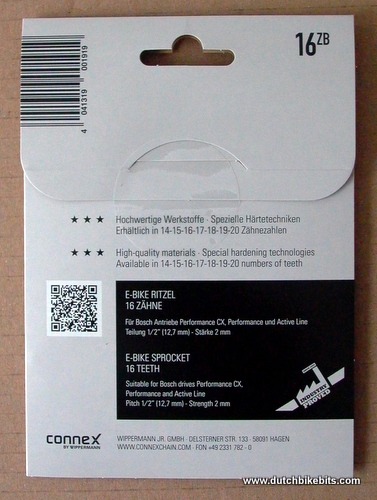 16ZB
4 041319 001919
★ ★ ★ Hochwertige Werkstoffe · Spezielle Härtetechniken
Erhältlich in 14-15-16-17-18-19-20 Zähnezahlen
★ ★ ★ High-quality materials · Special hardening technologies
Available in 14-15-16-17-18-19-20 numbers of teeth
E-BIKE RITZEL
16 ZÄHNE
Für Bosch Antriebe Performance CX, Performance und Active Line
Teilung 1/2" (12,7 mm) - Stärke 2 mm
E-BIKE SPROCKET
16 TEETH
Suitable for Bosch drives Performance CX,
Performance and Active Line
Pitch 1/2" (12,7 mm) - Strength 2 mm
INDUSTRY
PROVED
connex
BY WIPPERMANN
WIPPERMANN JR. GMBH · DELSTERNER STR. 133 · 58091 HAGEN
WWW.CONNEXCHAIN.COM · FON +49 2331 782 - 0
www.dutchbikebits.com